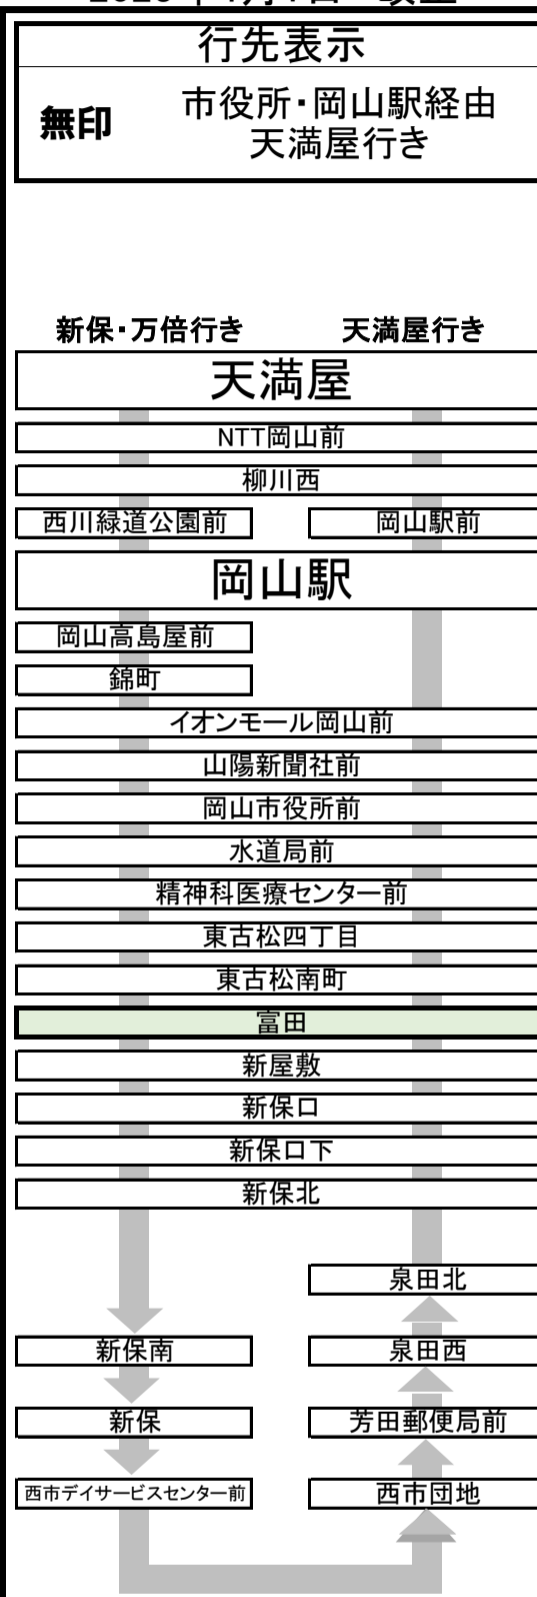 行先表示
無印
市役所・岡山駅経由
天満屋行き
新保・万倍行き
天満屋行き
天満屋
NTT岡山前
柳川西
西川緑道公園前
岡山駅前
岡山駅
岡山高島屋前
錦町
イオンモール岡山前
山陽新聞社前
岡山市役所前
水道局前
精神科医療センター前
東古松四丁目
東古松南町
富田
新屋敷
新保口
新保口下
新保北
泉田北
新保南
泉田西
新保
芳田郵便局前
西市デイサービスセンター前
西市団地